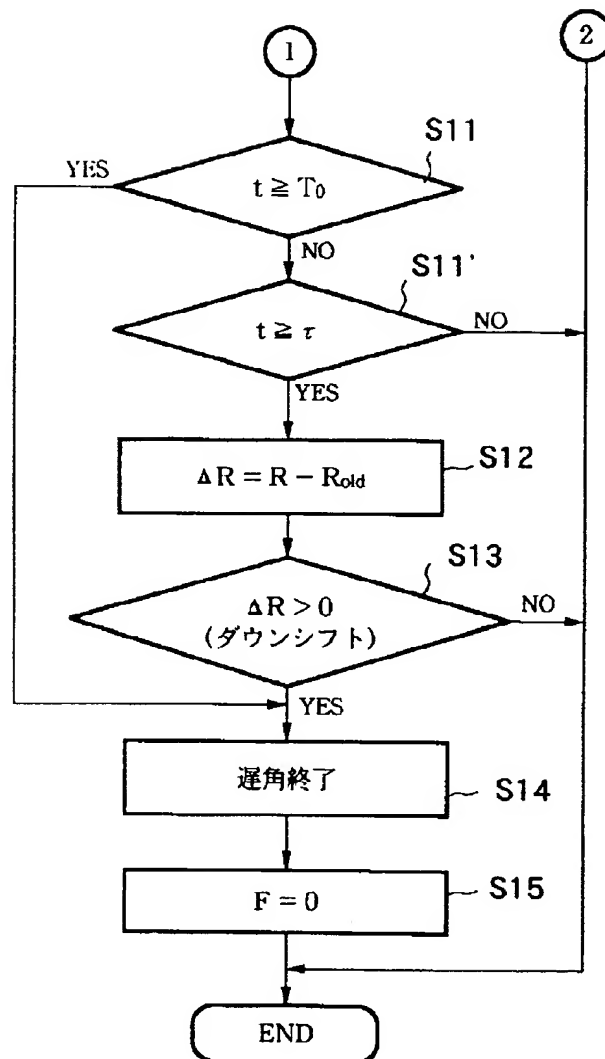 1
2
S11
YES
t ≧ T₀
NO
S11'
t ≧ τ
NO
YES
S12
ΔR = R − Rold
S13
ΔR > 0
NO
(ダウンシフト)
YES
遅角終了
S14
F = 0
S15
END